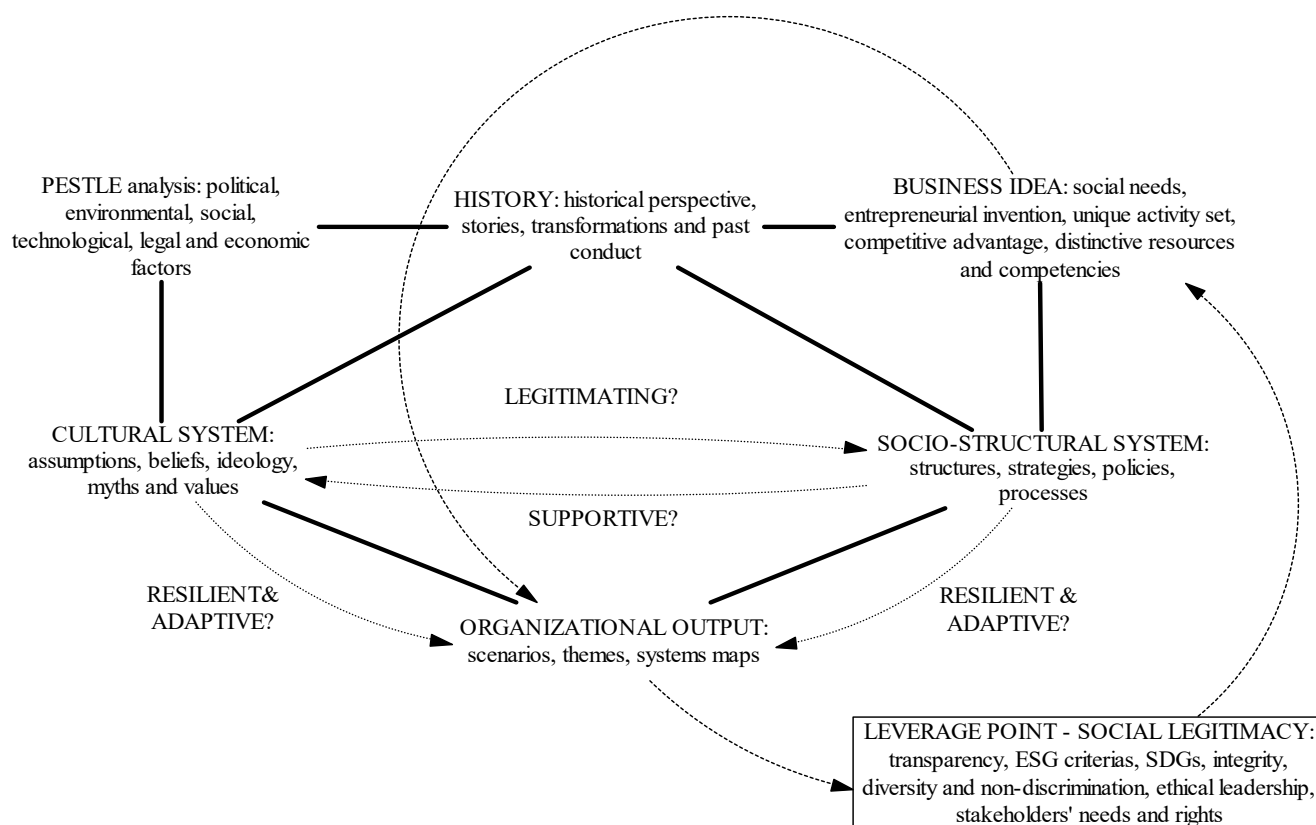 PESTLE analysis: political,
environmental, social,
technological, legal and economic
factors
HISTORY: historical perspective,
stories, transformations and past
conduct
BUSINESS IDEA: social needs,
entrepreneurial invention, unique activity set,
competitive advantage, distinctive resources
and competencies
LEGITIMATING?
CULTURAL SYSTEM:
assumptions, beliefs, ideology,
myths and values
SOCIO-STRUCTURAL SYSTEM:
structures, strategies, policies,
processes
SUPPORTIVE?
RESILIENT&
ADAPTIVE?
RESILIENT &
ADAPTIVE?
ORGANIZATIONAL OUTPUT:
scenarios, themes, systems maps
LEVERAGE POINT - SOCIAL LEGITIMACY:
transparency, ESG criterias, SDGs, integrity,
diversity and non-discrimination, ethical leadership,
stakeholders' needs and rights